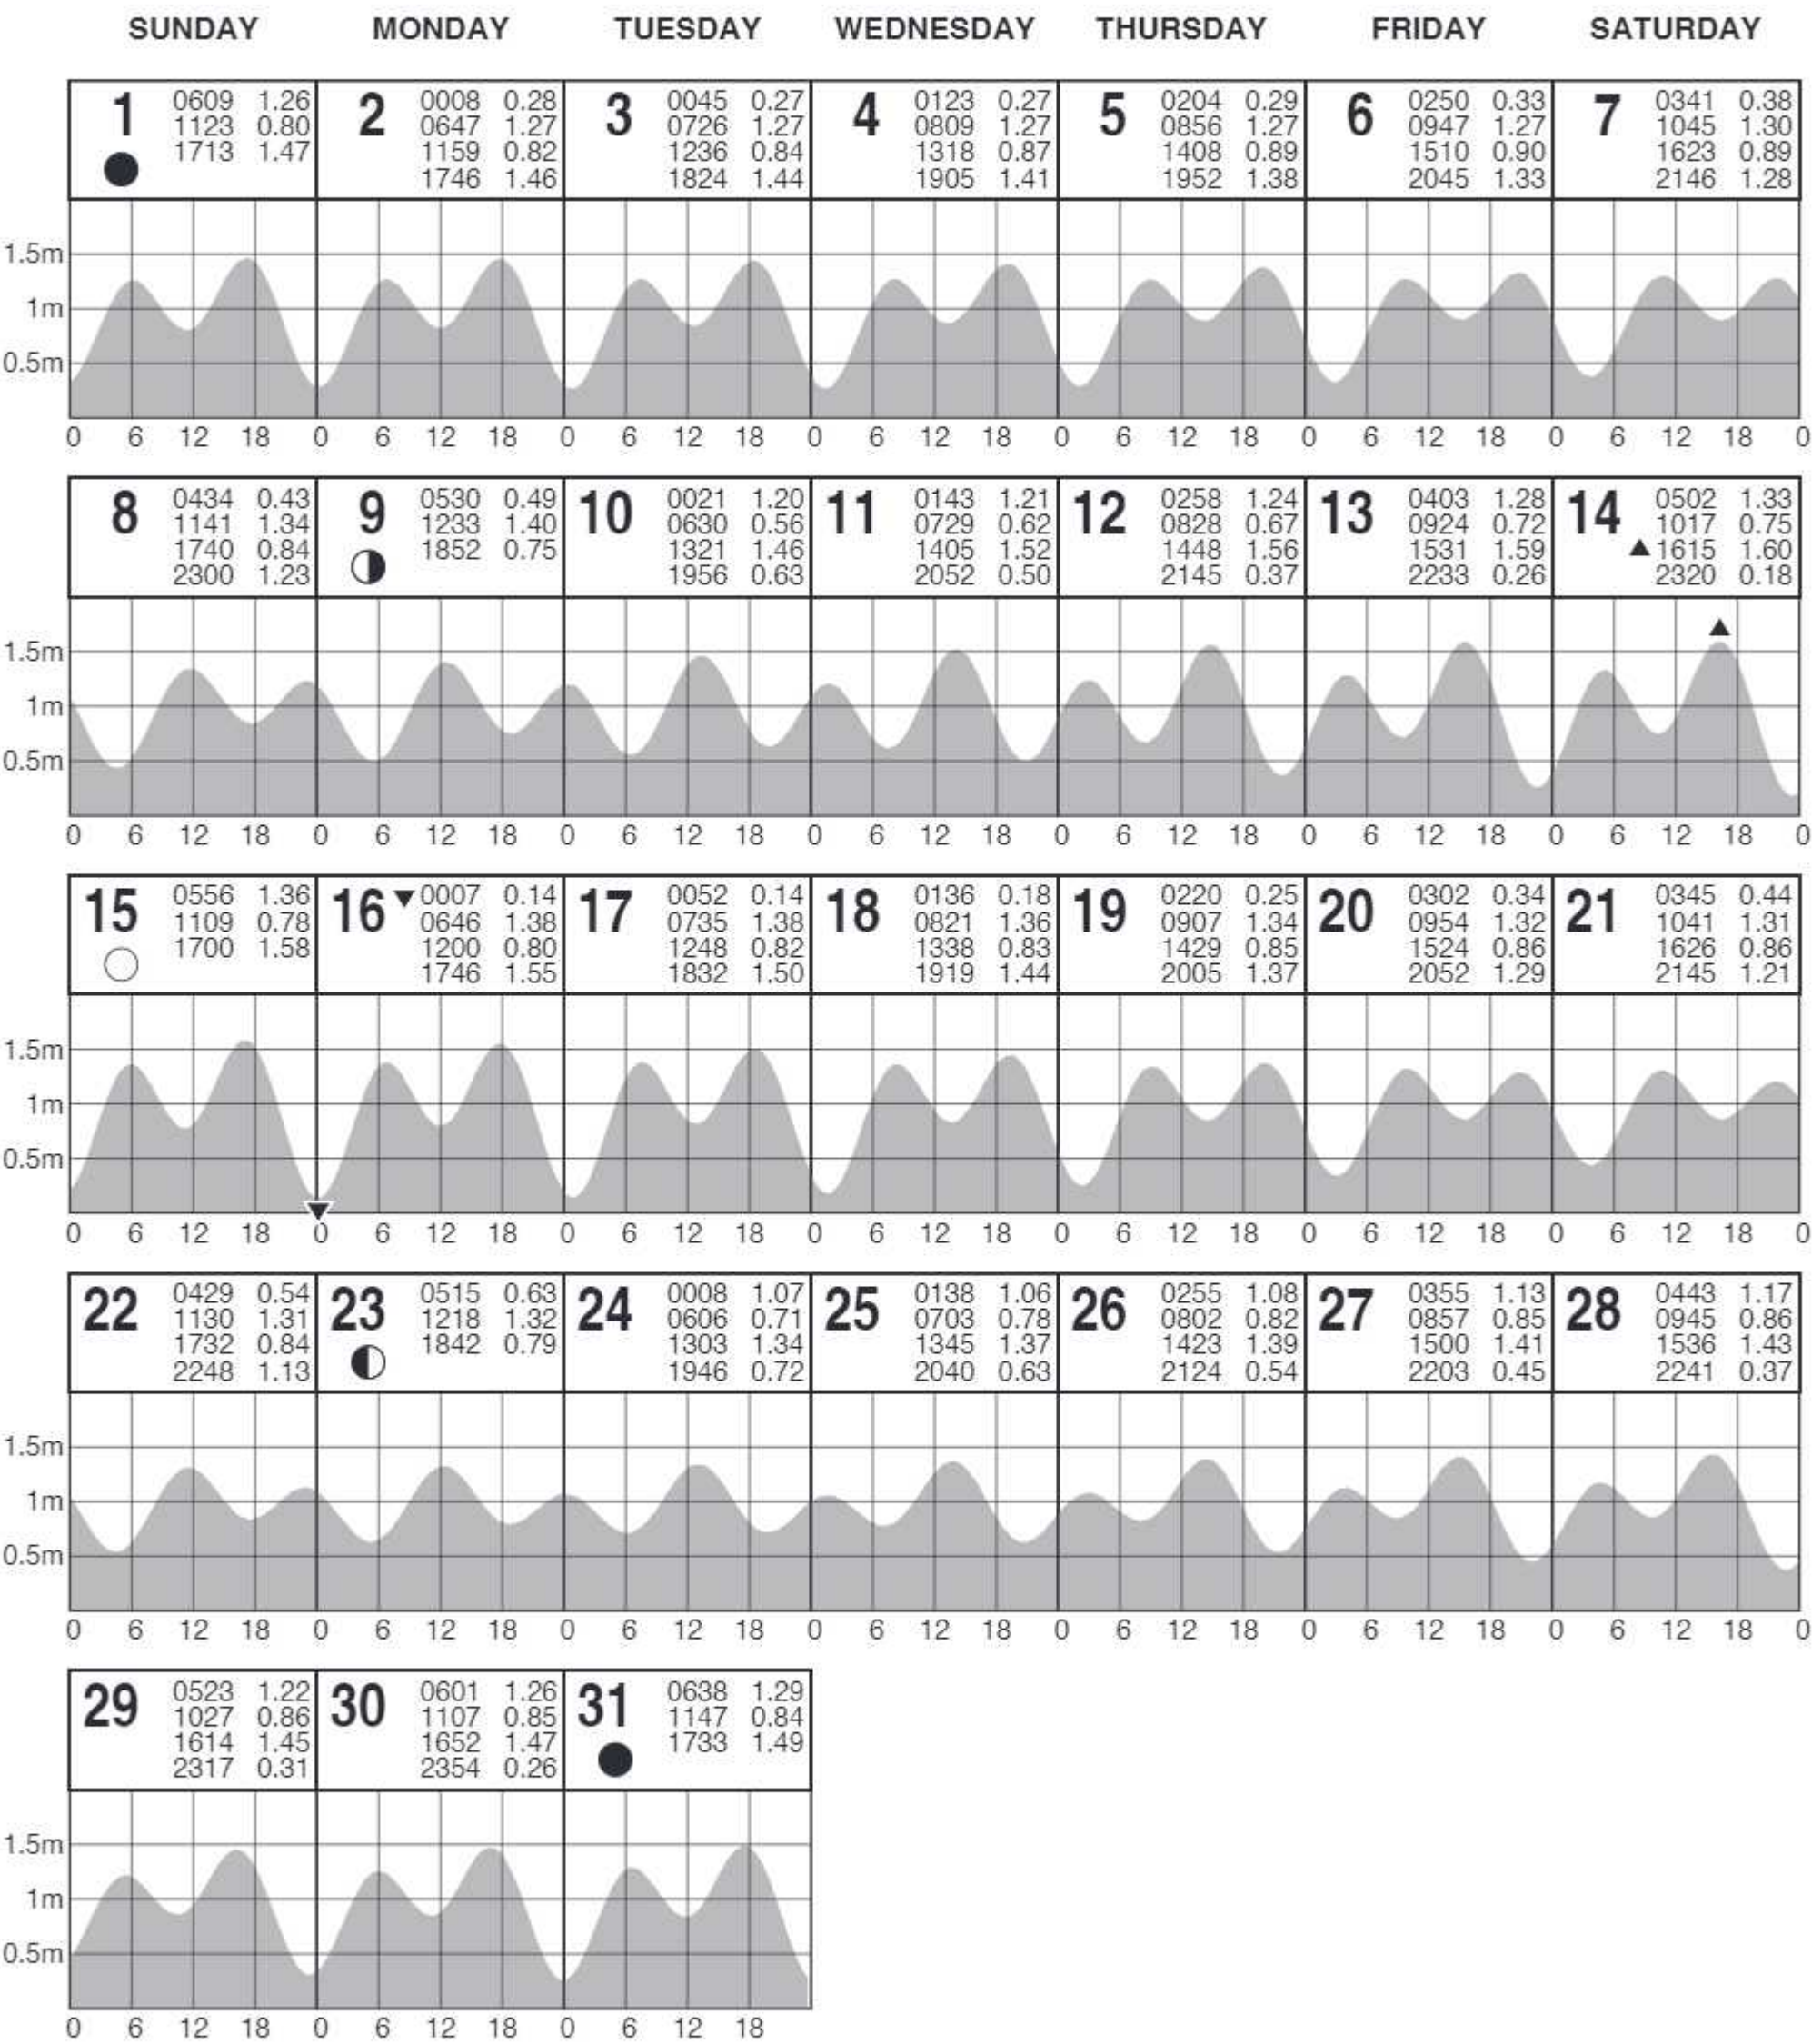 SUNDAY MONDAY TUESDAY WEDNESDAY THURSDAY FRIDAY SATURDAY
1 0609 1.26
1123 0.80
1713 1.47
2 0008 0.28
0647 1.27
1159 0.82
1746 1.46
3 0045 0.27
0726 1.27
1236 0.84
1824 1.44
4 0123 0.27
0809 1.27
1318 0.87
1905 1.41
5 0204 0.29
0856 1.27
1408 0.89
1952 1.38
6 0250 0.33
0947 1.27
1510 0.90
2045 1.33
7 0341 0.38
1045 1.30
1623 0.89
2146 1.28
1.5m
1m
0.5m
0 6 12 18 0 6 12 18 0 6 12 18 0 6 12 18 0 6 12 18 0 6 12 18 0 6 12 18 0
8 0434 0.43
1141 1.34
1740 0.84
2300 1.23
9 0530 0.49
1233 1.40
1852 0.75
10 0021 1.20
0630 0.56
1321 1.46
1956 0.63
11 0143 1.21
0729 0.62
1405 1.52
2052 0.50
12 0258 1.24
0828 0.67
1448 1.56
2145 0.37
13 0403 1.28
0924 0.72
1531 1.59
2233 0.26
14 0502 1.33
1017 0.75
▲1615 1.60
2320 0.18
1.5m
1m
0.5m
0 6 12 18 0 6 12 18 0 6 12 18 0 6 12 18 0 6 12 18 0 6 12 18 0 6 12 18 0
15 0556 1.36
1109 0.78
1700 1.58
16 ▼0007 0.14
0646 1.38
1200 0.80
1746 1.55
17 0052 0.14
0735 1.38
1248 0.82
1832 1.50
18 0136 0.18
0821 1.36
1338 0.83
1919 1.44
19 0220 0.25
0907 1.34
1429 0.85
2005 1.37
20 0302 0.34
0954 1.32
1524 0.86
2052 1.29
21 0345 0.44
1041 1.31
1626 0.86
2145 1.21
1.5m
1m
0.5m
0 6 12 18 0 6 12 18 0 6 12 18 0 6 12 18 0 6 12 18 0 6 12 18 0 6 12 18 0
22 0429 0.54
1130 1.31
1732 0.84
2248 1.13
23 0515 0.63
1218 1.32
1842 0.79
24 0008 1.07
0606 0.71
1303 1.34
1946 0.72
25 0138 1.06
0703 0.78
1345 1.37
2040 0.63
26 0255 1.08
0802 0.82
1423 1.39
2124 0.54
27 0355 1.13
0857 0.85
1500 1.41
2203 0.45
28 0443 1.17
0945 0.86
1536 1.43
2241 0.37
1.5m
1m
0.5m
0 6 12 18 0 6 12 18 0 6 12 18 0 6 12 18 0 6 12 18 0 6 12 18 0 6 12 18 0
29 0523 1.22
1027 0.86
1614 1.45
2317 0.31
30 0601 1.26
1107 0.85
1652 1.47
2354 0.26
31 0638 1.29
1147 0.84
1733 1.49
1.5m
1m
0.5m
0 6 12 18 0 6 12 18 0 6 12 18